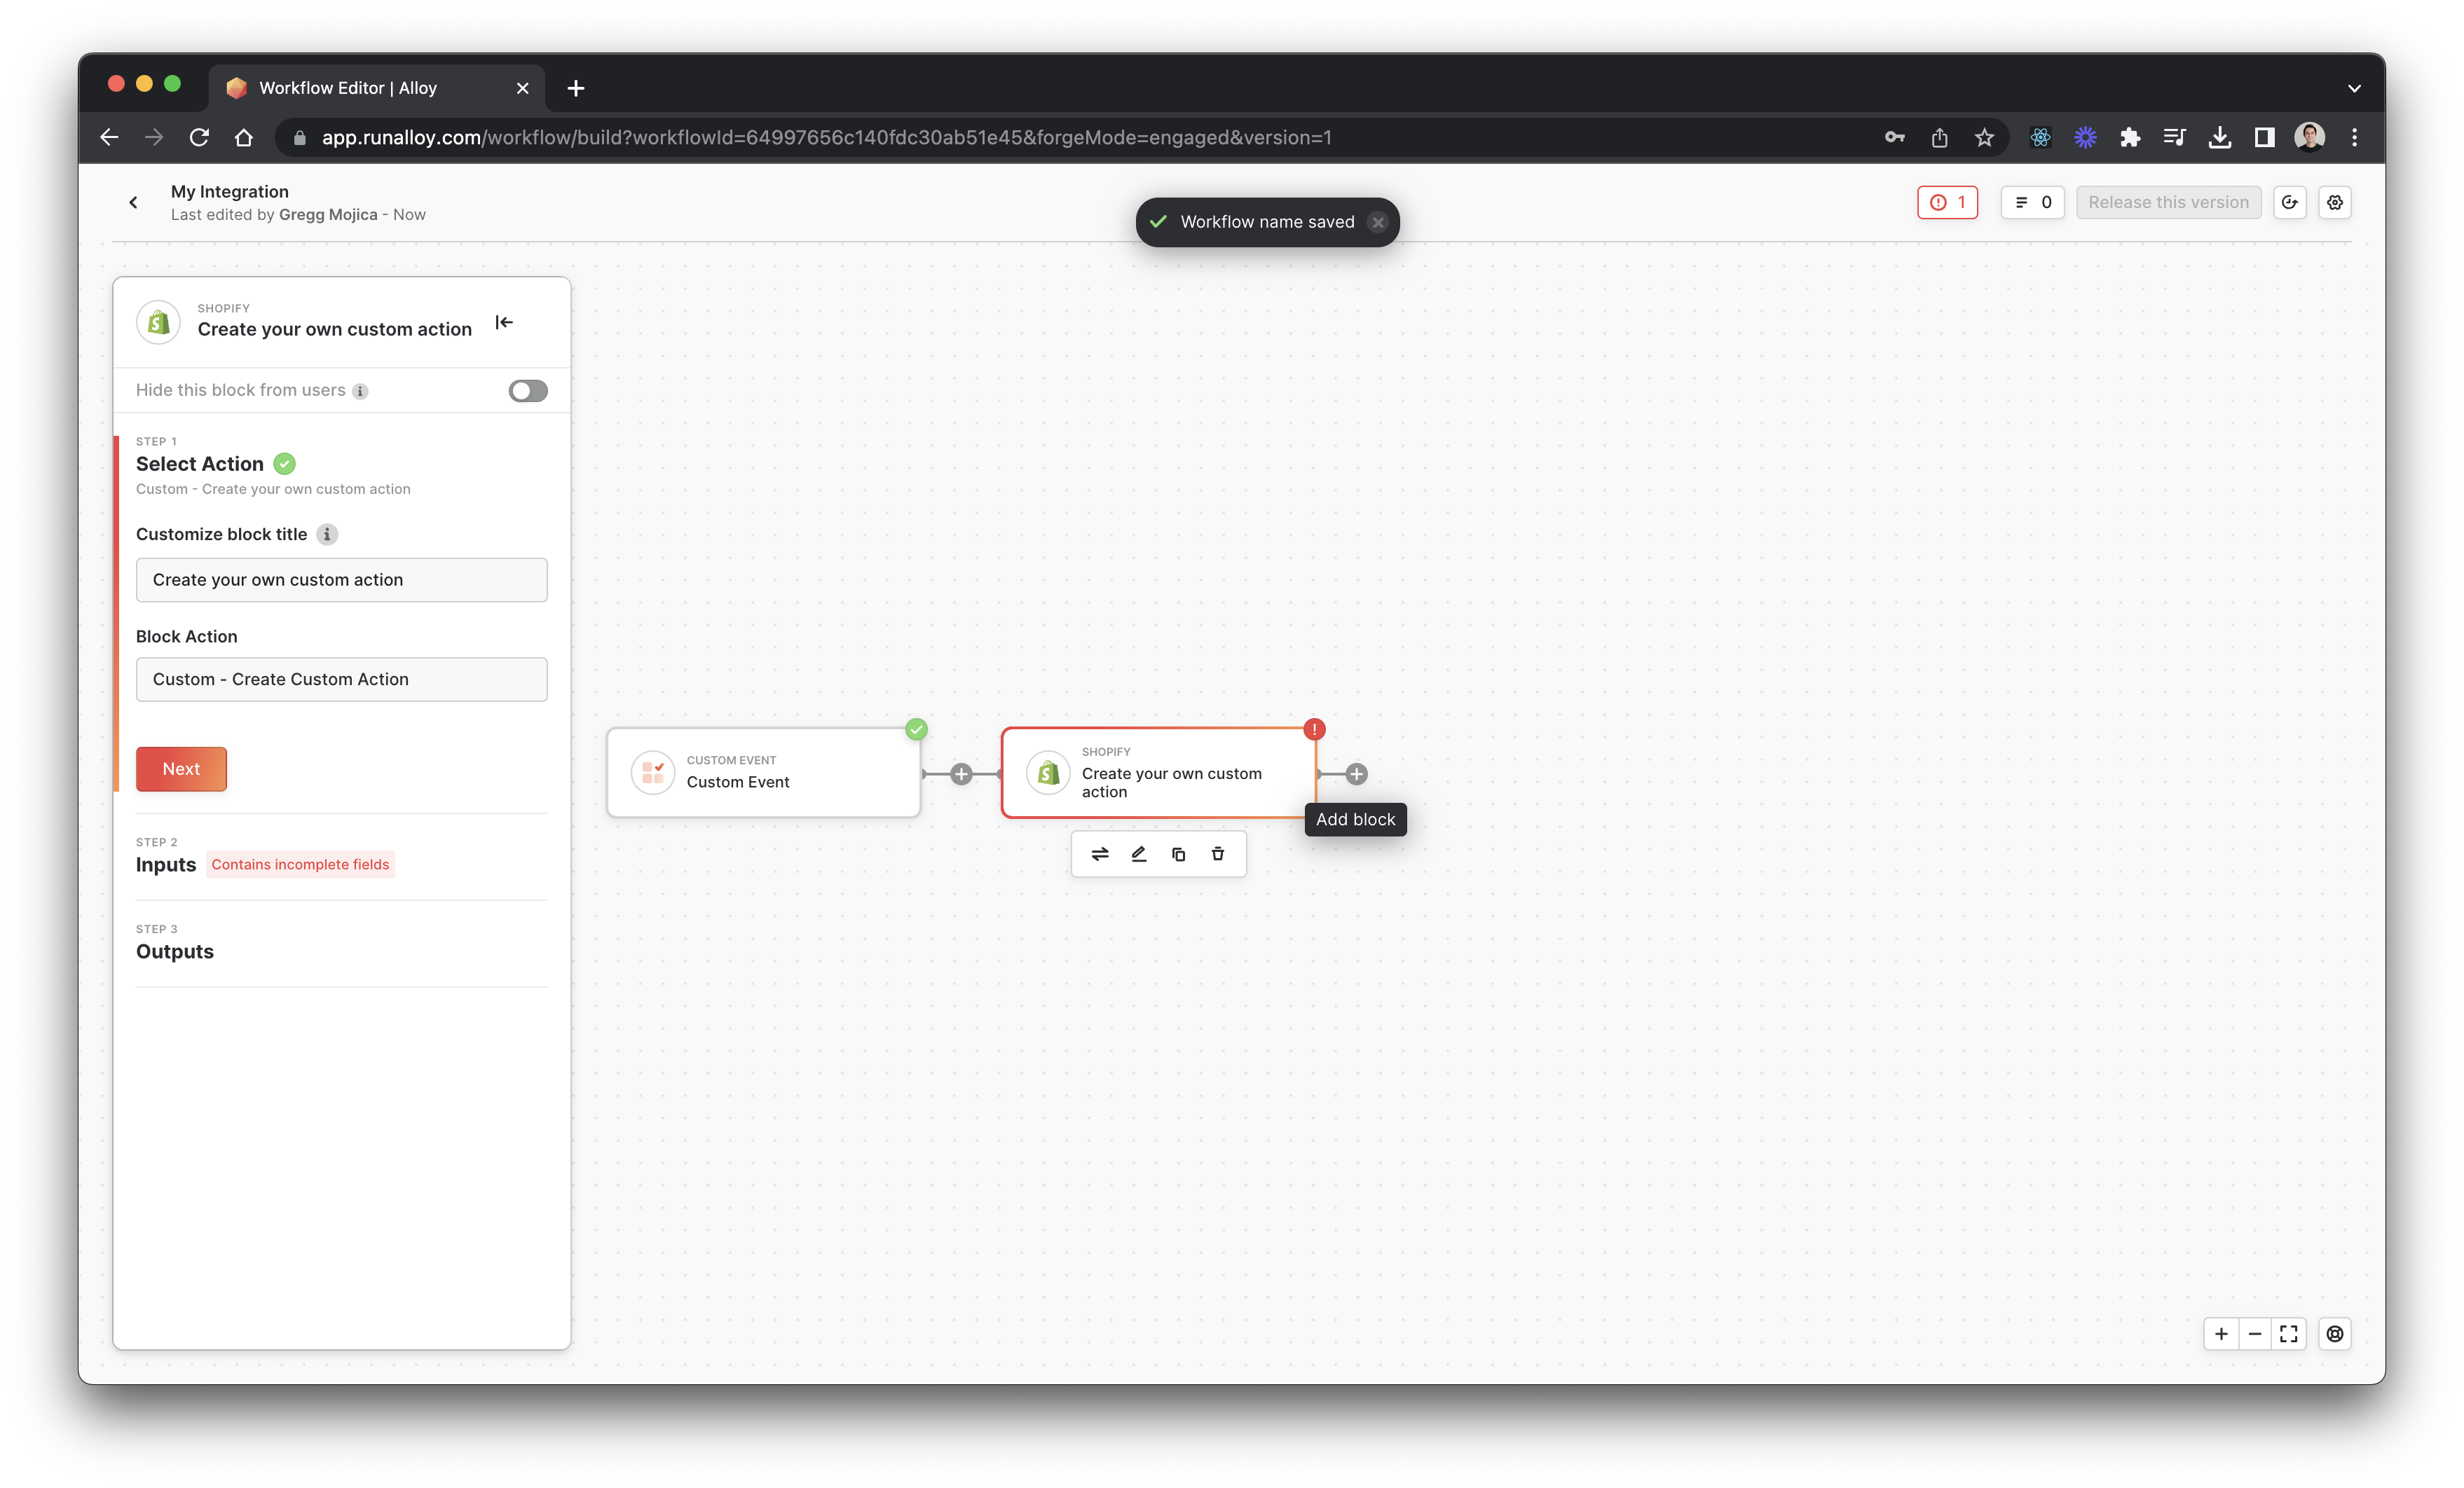 Workflow Editor | Alloy
app.runalloy.com/workflow/build?workflowId=64997656c140fdc30ab51e45&forgeMode=engaged&version=1
My Integration
Last edited by Gregg Mojica - Now
Workflow name saved
1
0
Release this version
SHOPIFY
Create your own custom action
Hide this block from users
STEP 1
Select Action
Custom - Create your own custom action
Customize block title
Create your own custom action
Block Action
Custom - Create Custom Action
Next
STEP 2
Inputs Contains incomplete fields
STEP 3
Outputs
CUSTOM EVENT
Custom Event
SHOPIFY
Create your own custom
action
Add block